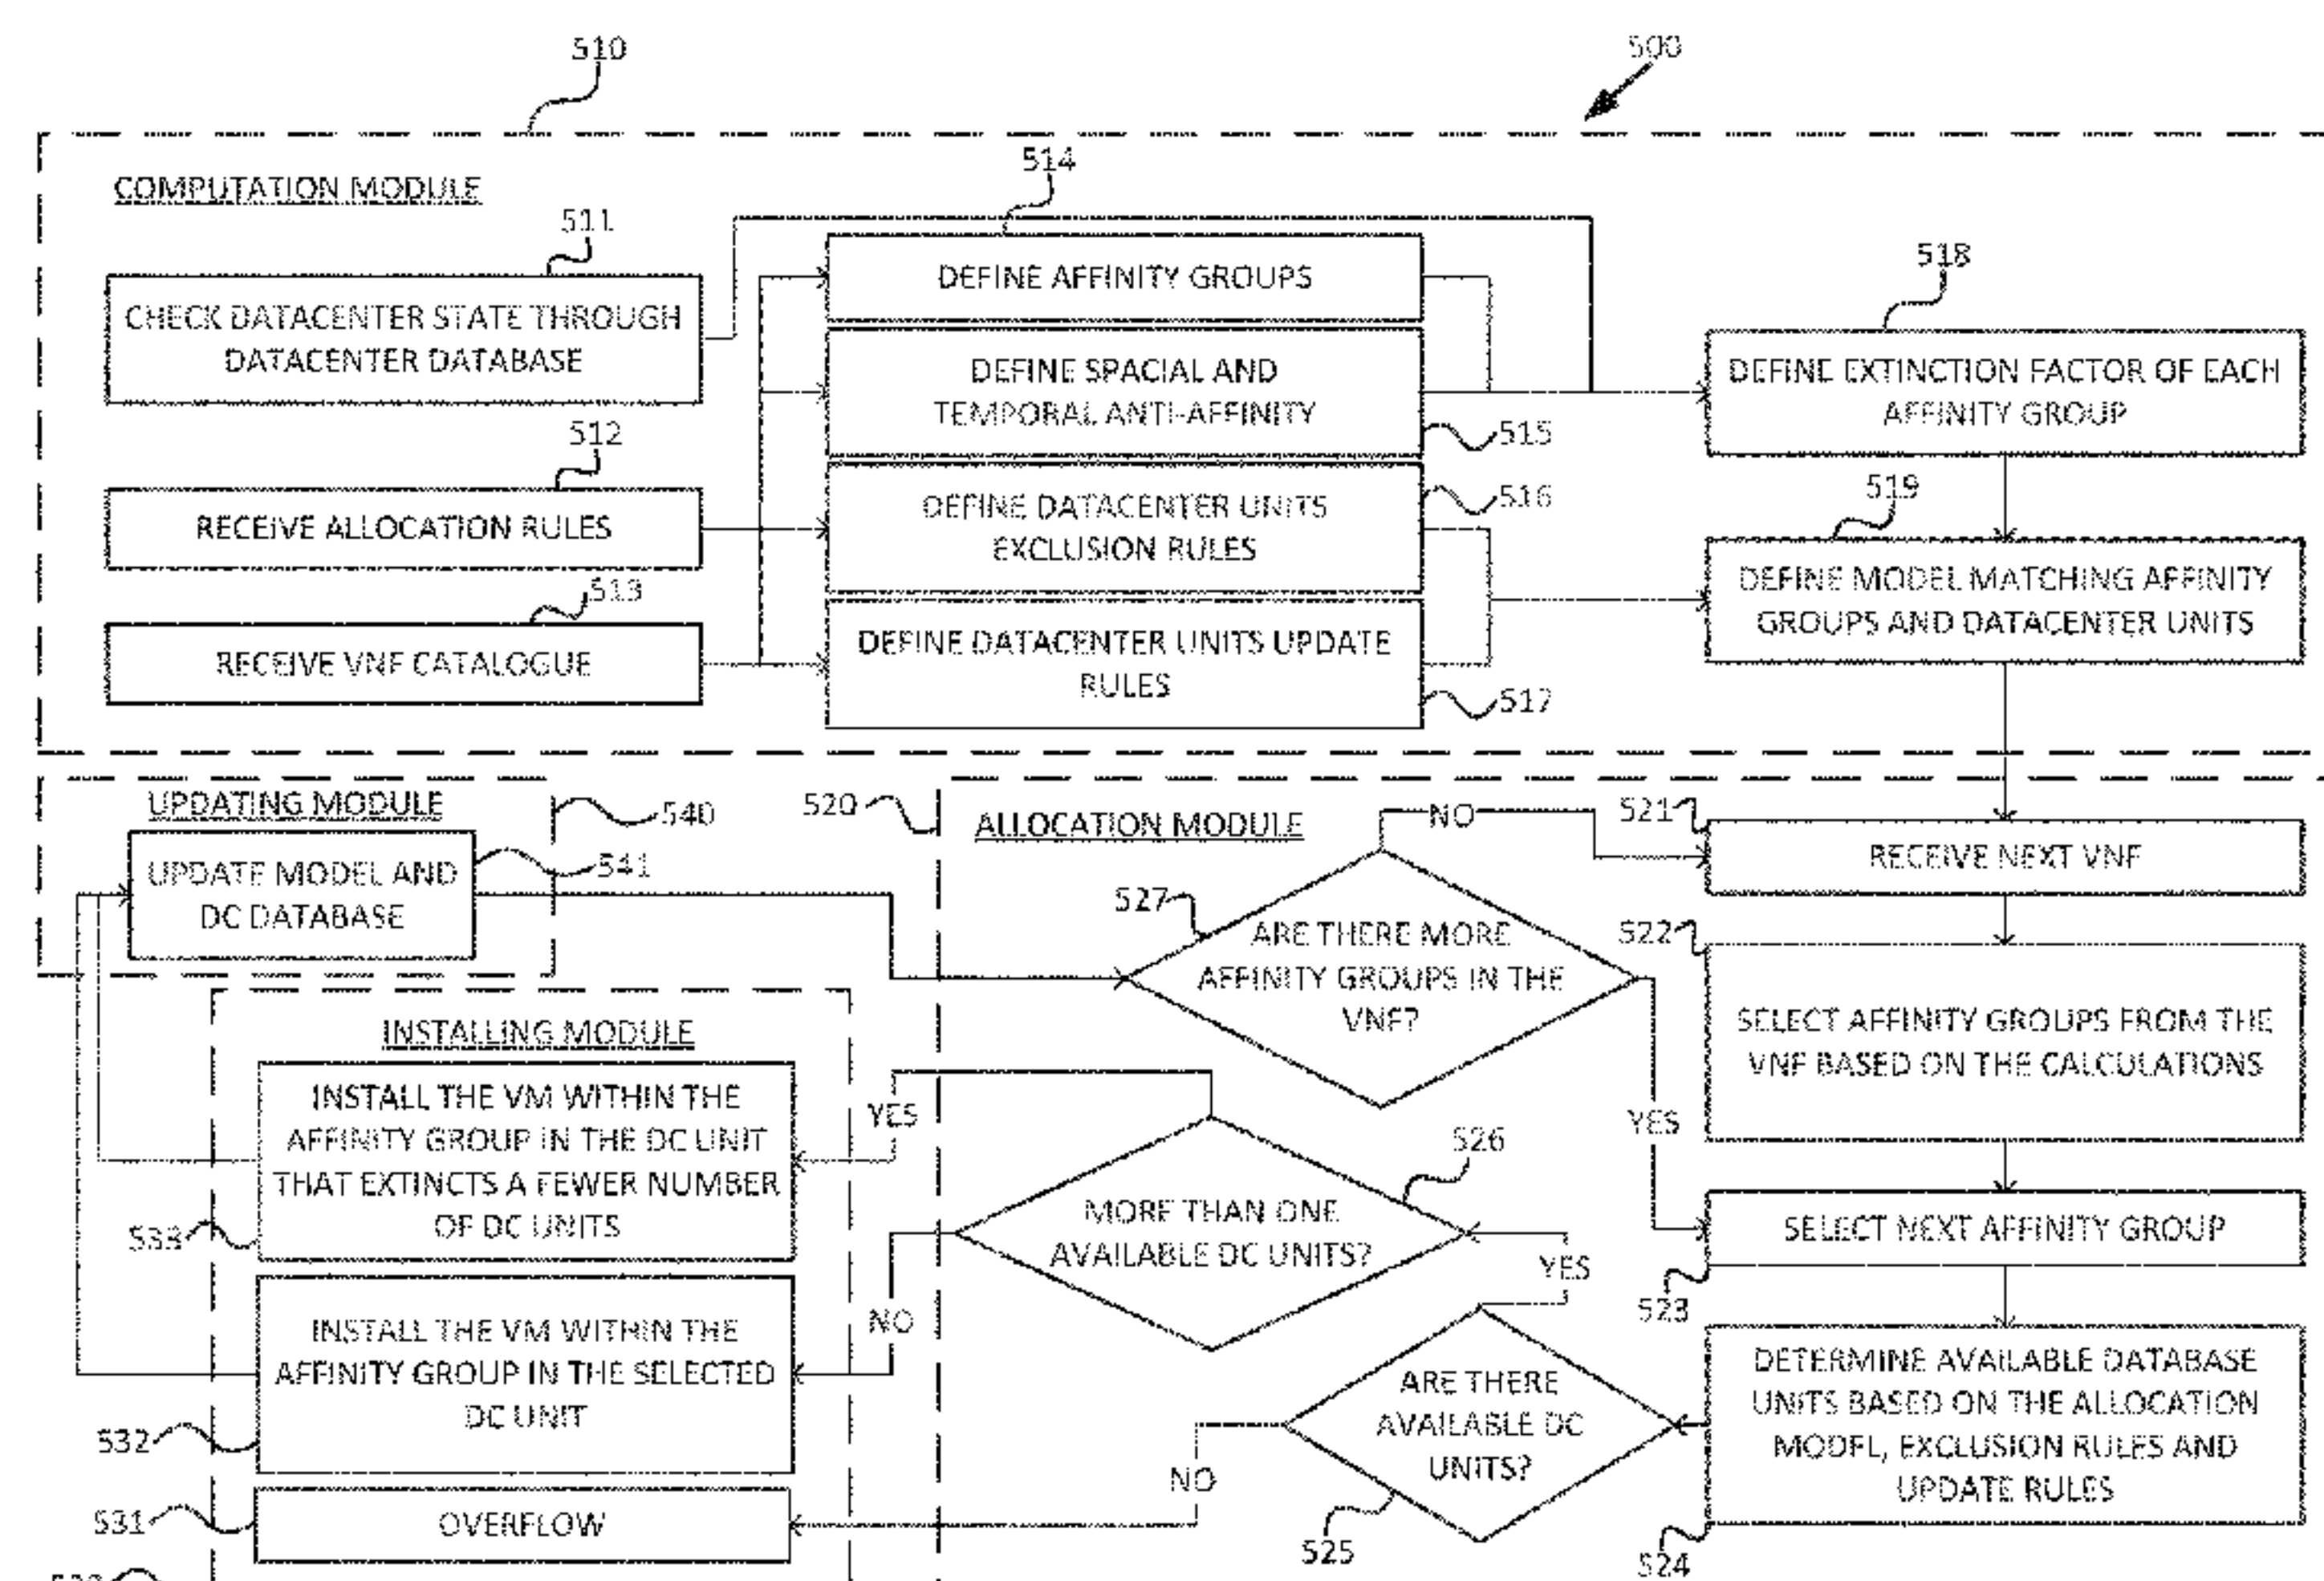 510
500
COMPUTATION MODULE
511
CHECK DATACENTER STATE THROUGH
DATACENTER DATABASE
512
RECEIVE ALLOCATION RULES
513
RECEIVE VNF CATALOGUE
514
DEFINE AFFINITY GROUPS
DEFINE SPACIAL AND
TEMPORAL ANTI-AFFINITY
515
DEFINE DATACENTER UNITS
EXCLUSION RULES
516
DEFINE DATACENTER UNITS UPDATE
RULES
517
518
DEFINE EXTINCTION FACTOR OF EACH
AFFINITY GROUP
519
DEFINE MODEL MATCHING AFFINITY
GROUPS AND DATACENTER UNITS
UPDATING MODULE
540
UPDATE MODEL AND
DC DATABASE
541
520
ALLOCATION MODULE
NO
521
RECEIVE NEXT VNF
527
ARE THERE MORE
AFFINITY GROUPS IN THE
VNF?
YES
522
SELECT AFFINITY GROUPS FROM THE
VNF BASED ON THE CALCULATIONS
INSTALLING MODULE
INSTALL THE VM WITHIN THE
AFFINITY GROUP IN THE DC UNIT
THAT EXTINCTS A FEWER NUMBER
OF DC UNITS
533
YES
526
MORE THAN ONE
AVAILABLE DC UNITS?
YES
NO
SELECT NEXT AFFINITY GROUP
523
INSTALL THE VM WITHIN THE
AFFINITY GROUP IN THE SELECTED
DC UNIT
532
ARE THERE
AVAILABLE DC
UNITS?
NO
525
DETERMINE AVAILABLE DATABASE
UNITS BASED ON THE ALLOCATION
MODEL, EXCLUSION RULES AND
UPDATE RULES
524
531
OVERFLOW